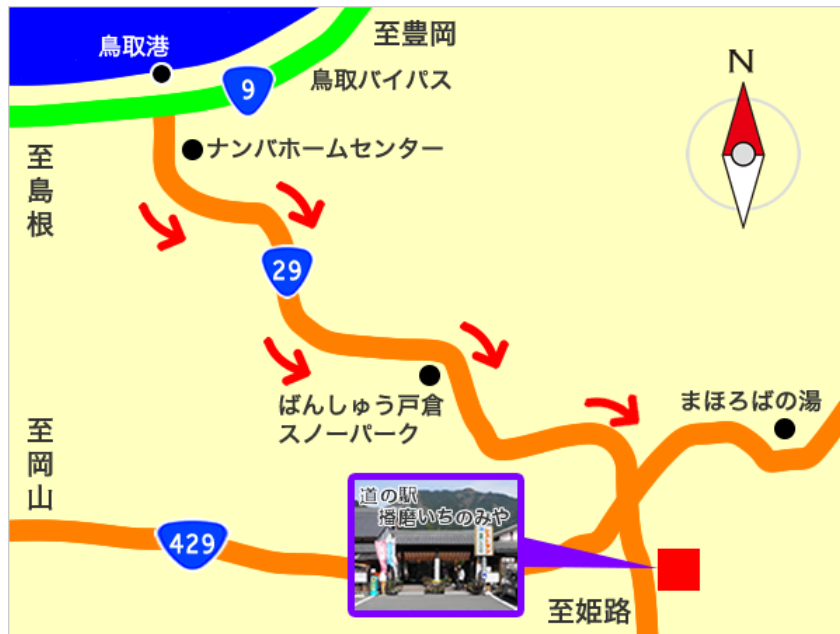 至豊岡
鳥取港
N
鳥取バイパス
9
ナンバホームセンター
至島根
29
ばんしゅう戸倉
スノーパーク
まほろばの湯
至岡山
道の駅
播磨いちのみや
429
至姫路